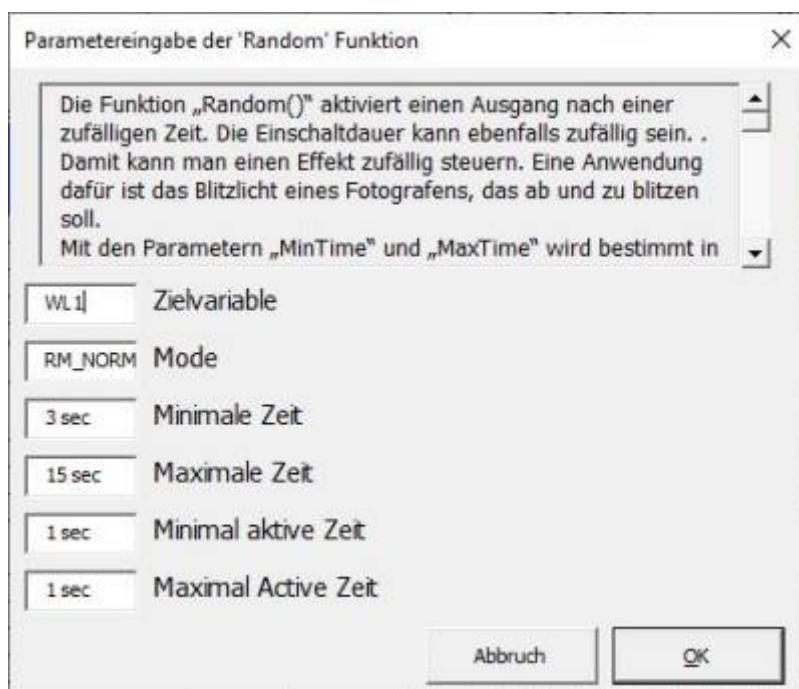 Parametereingabe der 'Random' Funktion
Die Funktion „Random()“ aktiviert einen Ausgang nach einer
zufälligen Zeit. Die Einschaltdauer kann ebenfalls zufällig sein. .
Damit kann man einen Effekt zufällig steuern. Eine Anwendung
dafür ist das Blitzlicht eines Fotografens, das ab und zu blitzen
soll.
Mit den Parametern „MinTime“ und „MaxTime“ wird bestimmt in
WL1 Zielvariable
RM_NORM Mode
3 sec Minimale Zeit
15 sec Maximale Zeit
1 sec Minimal aktive Zeit
1 sec Maximal Active Zeit
Abbruch OK